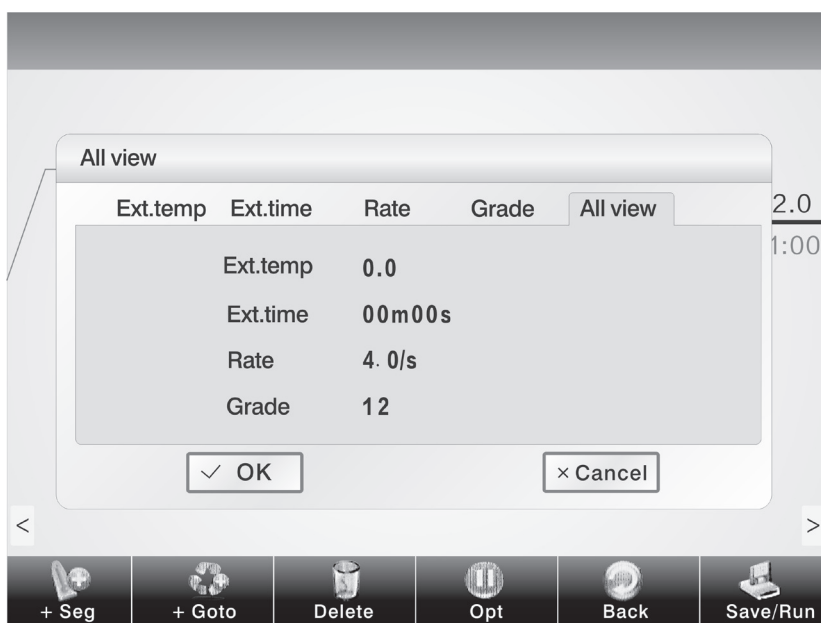 All view
Ext.temp Ext.time Rate Grade All view
2.0
1:00
Ext.temp 0.0
Ext.time 00m00s
Rate 4.0/s
Grade 12
✓ OK × Cancel
< >
+ Seg + Goto Delete Opt Back Save/Run